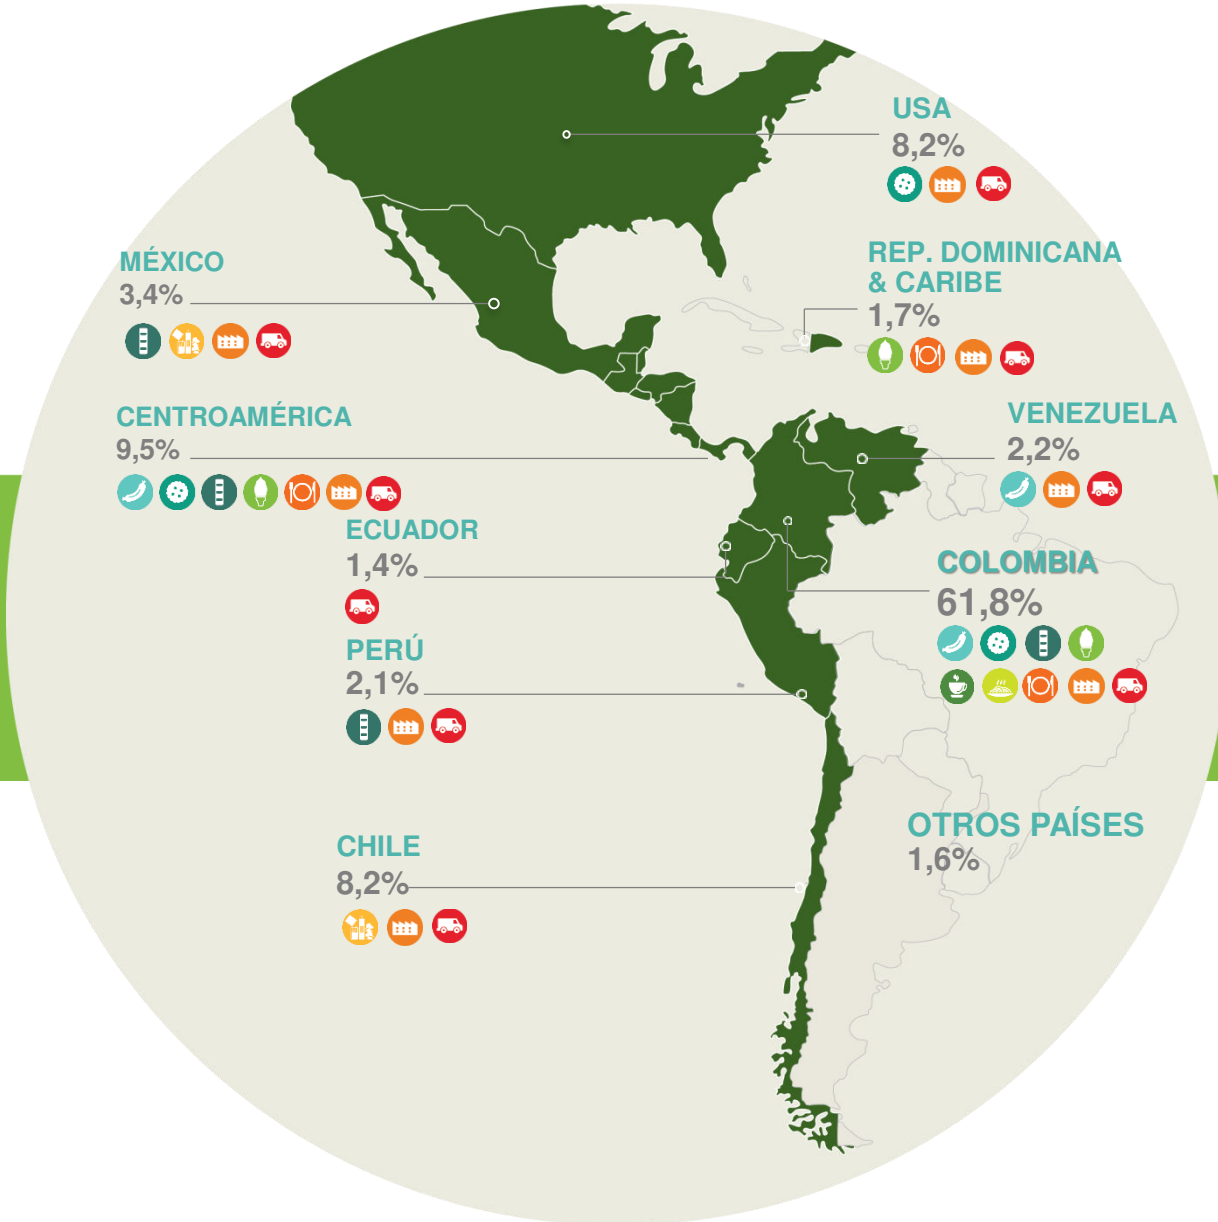 USA
8,2%
MÉXICO
3,4%
REP. DOMINICANA
& CARIBE
1,7%
CENTROAMÉRICA
9,5%
VENEZUELA
2,2%
ECUADOR
1,4%
COLOMBIA
61,8%
PERÚ
2,1%
OTROS PAÍSES
1,6%
CHILE
8,2%